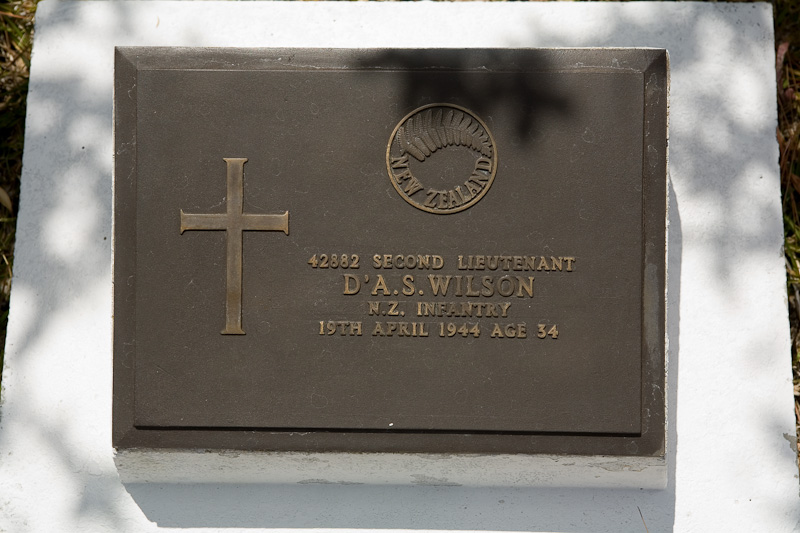 NEW ZEALAND
42882 SECOND LIEUTENANT
D'A.S. WILSON
N.Z. INFANTRY
19TH APRIL 1944 AGE 34